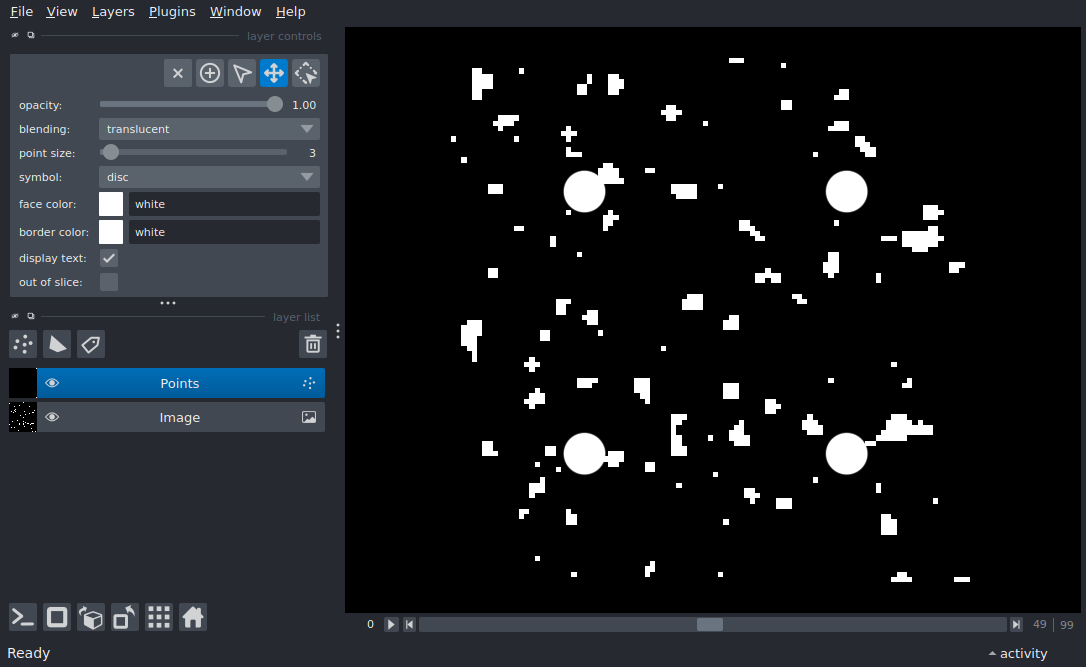 File View Layers Plugins Window Help
layer controls
opacity: 1.00
blending: translucent
point size: 3
symbol: disc
face color: white
border color: white
display text:
out of slice:
layer list
Points
Image
0 49 99
Ready activity